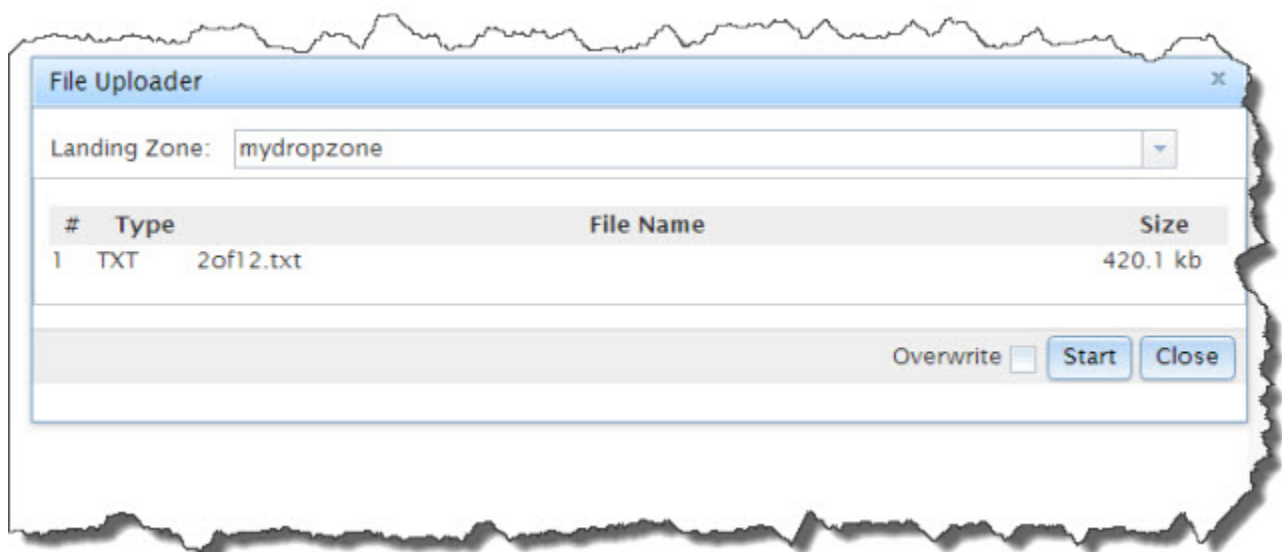 File Uploader x
Landing Zone: mydropzone
# Type File Name Size
1 TXT 2of12.txt 420.1 kb
Overwrite Start Close